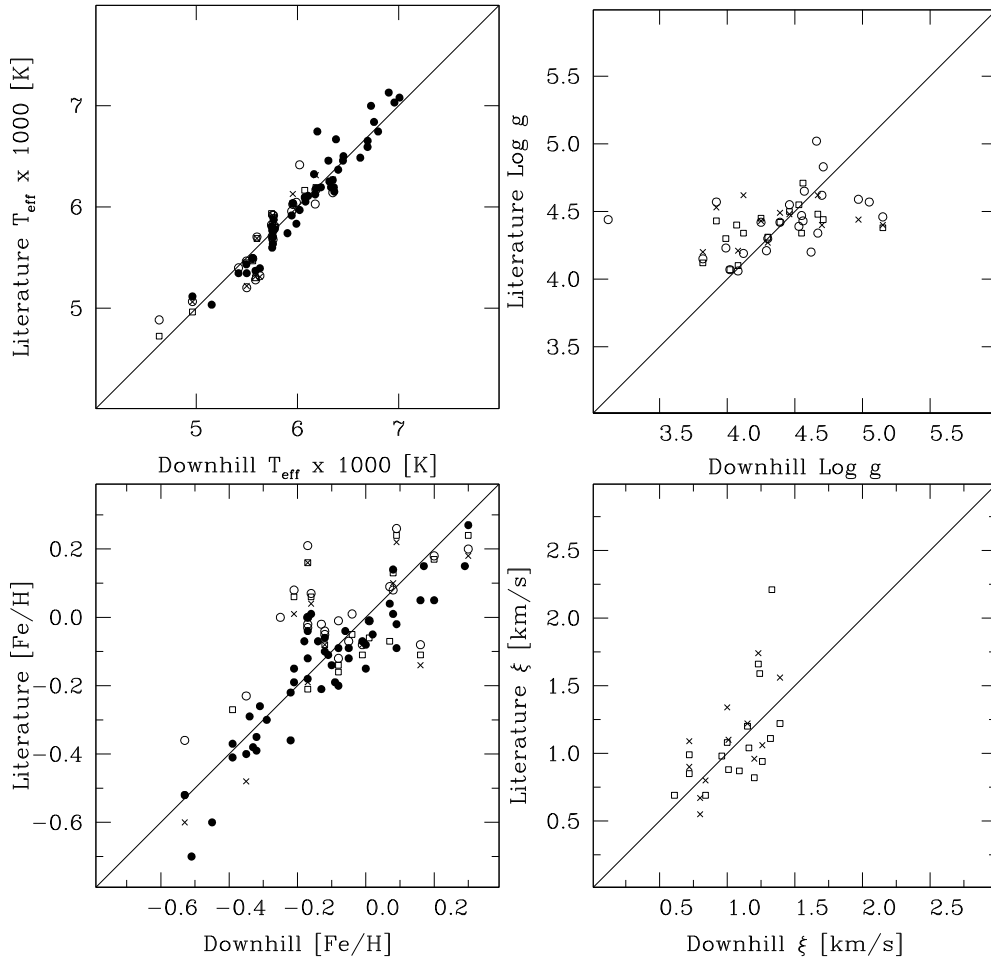 7
6
5
5 6 7
Literature T_eff x 1000 [K]
Downhill T_eff x 1000 [K]
5.5
5.0
4.5
4.0
3.5
3.5 4.0 4.5 5.0 5.5
Literature Log g
Downhill Log g
0.2
0.0
−0.2
−0.4
−0.6
−0.6 −0.4 −0.2 0.0 0.2
Literature [Fe/H]
Downhill [Fe/H]
2.5
2.0
1.5
1.0
0.5
0.5 1.0 1.5 2.0 2.5
Literature ξ [km/s]
Downhill ξ [km/s]